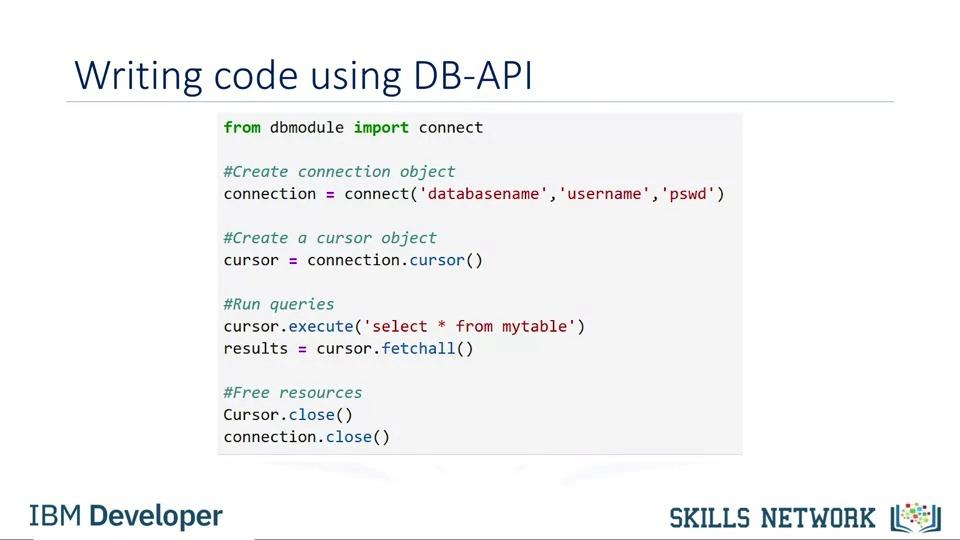 Writing code using DB-API
from dbmodule import connect
#Create connection object
connection = connect('databasename','username','pswd')
#Create a cursor object
cursor = connection.cursor()
#Run queries
cursor.execute('select * from mytable')
results = cursor.fetchall()
#Free resources
Cursor.close()
connection.close()
IBM Developer
SKILLS NETWORK